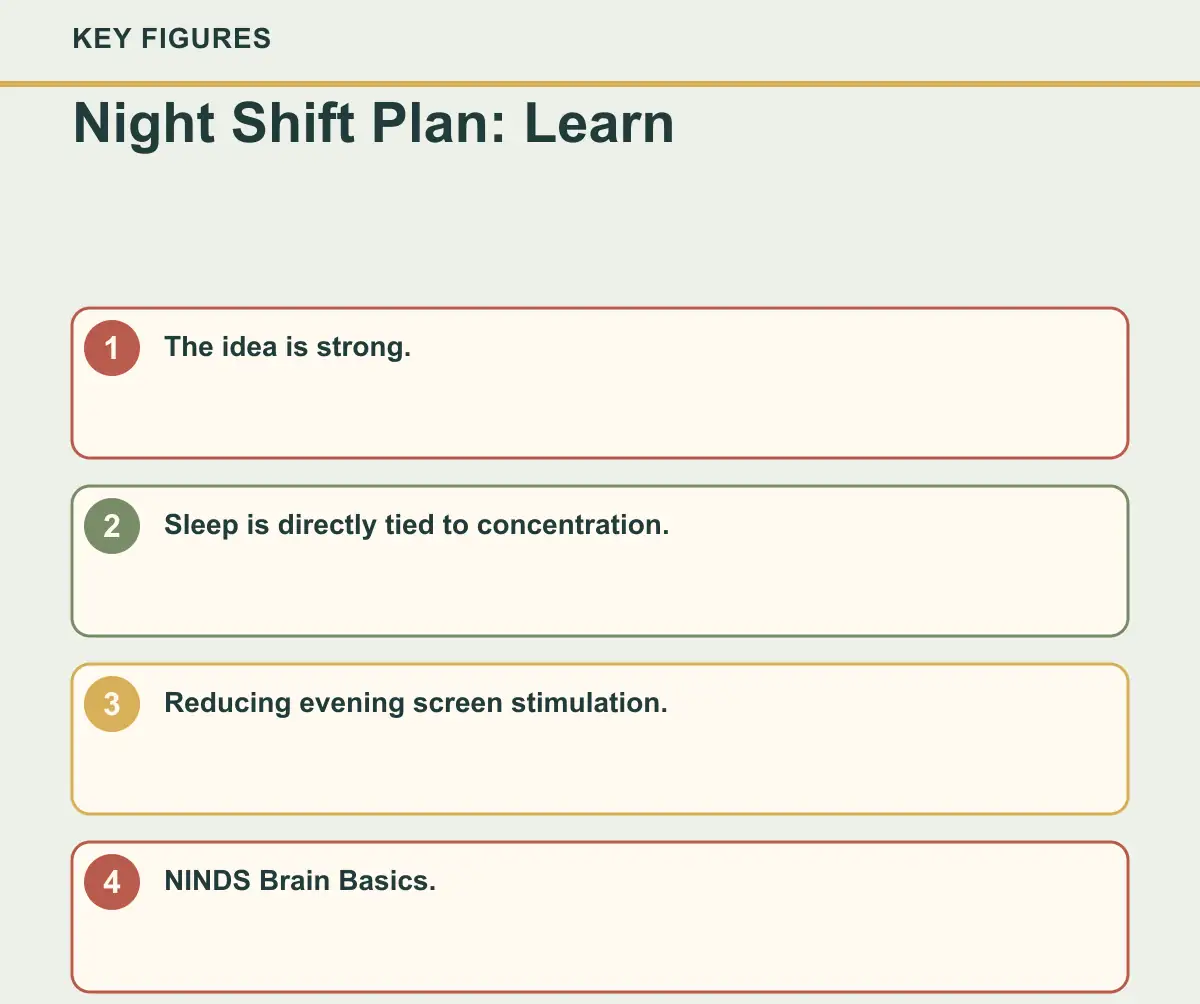 KEY FIGURES
Night Shift Plan: Learn
1
The idea is strong.
2
Sleep is directly tied to concentration.
3
Reducing evening screen stimulation.
4
NINDS Brain Basics.